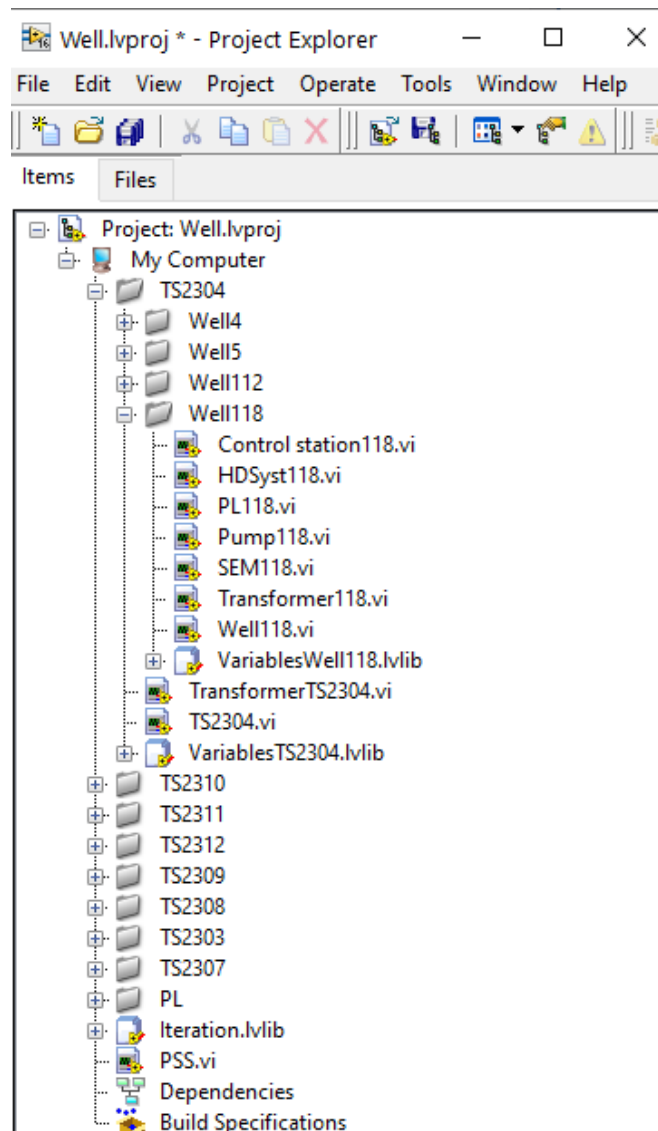 Well.lvproj * - Project Explorer
File Edit View Project Operate Tools Window Help
Items Files
Project: Well.lvproj
My Computer
TS2304
Well4
Well5
Well112
Well118
Control station118.vi
HDSyst118.vi
PL118.vi
Pump118.vi
SEM118.vi
Transformer118.vi
Well118.vi
VariablesWell118.lvlib
TransformerTS2304.vi
TS2304.vi
VariablesTS2304.lvlib
TS2310
TS2311
TS2312
TS2309
TS2308
TS2303
TS2307
PL
Iteration.lvlib
PSS.vi
Dependencies
Build Specifications